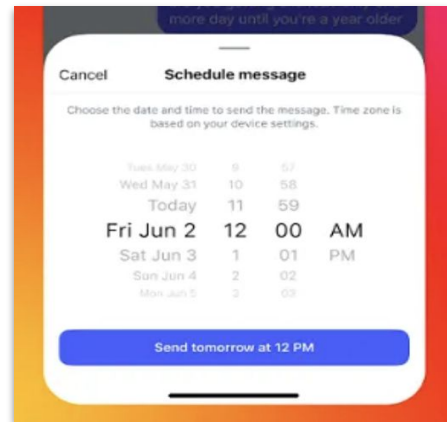 more day until you're a year older
Cancel Schedule message
Choose the date and time to send the message. Time zone is
based on your device settings.
Tues May 30 9 57
Wed May 31 10 58
Today 11 59
Fri Jun 2 12 00 AM
Sat Jun 3 1 01 PM
Sun Jun 4 2 02
Mon Jun 5 3 03
Send tomorrow at 12 PM